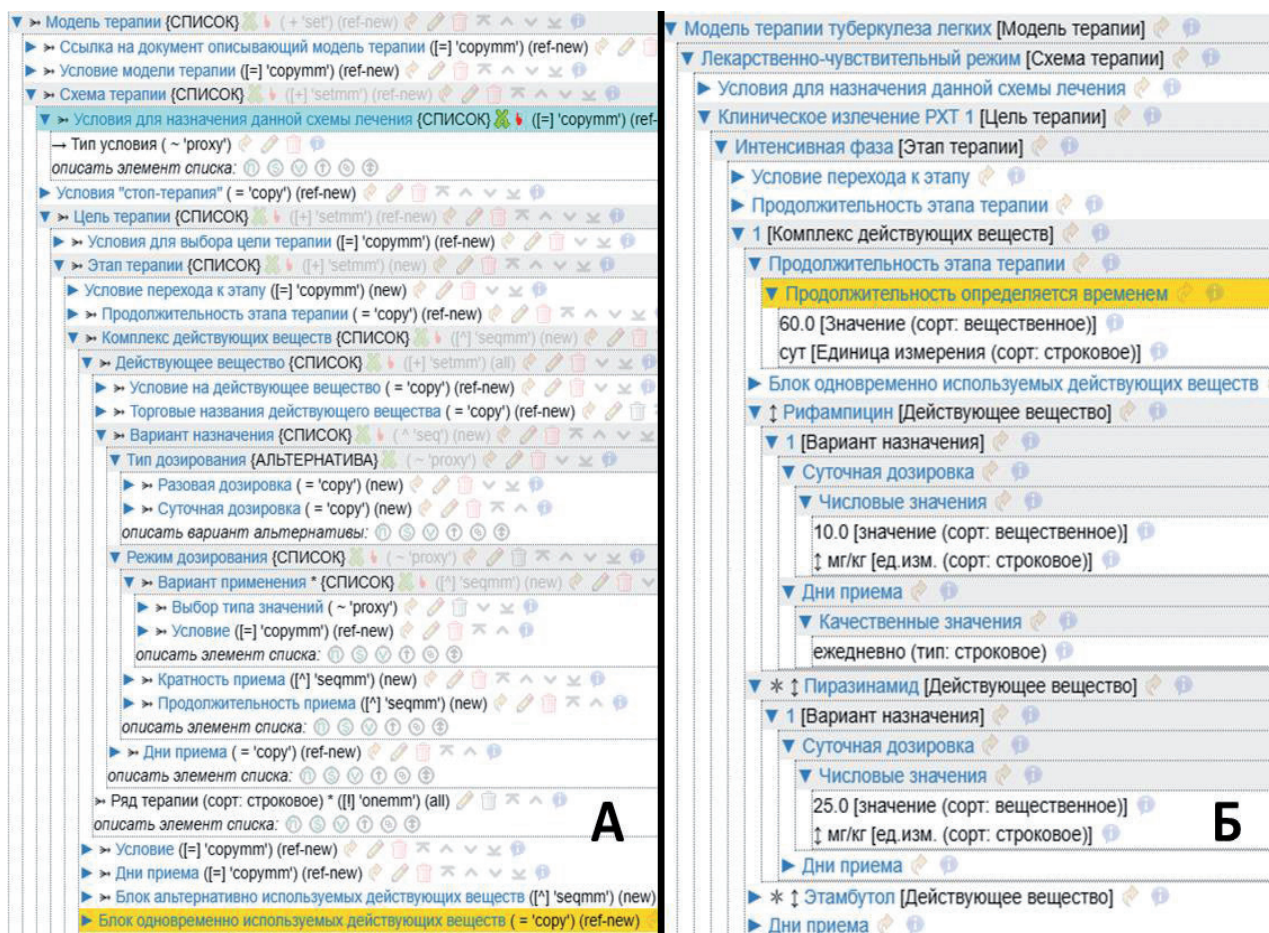 Модель терапии {СПИСОК} ( + 'set') (ref-new)
Ссылка на документ описывающий модель терапии ([=] 'copymm') (ref-new)
Условие модели терапии ([=] 'copymm') (ref-new)
Схема терапии {СПИСОК} ([+] 'setmm') (ref-new)
Условия для назначения данной схемы лечения {СПИСОК} ([=] 'copymm') (ref-
→ Тип условия ( ~ 'proxy')
описать элемент списка: n S V
Условия "стоп-терапия" ( = 'copy') (ref-new)
Цель терапии {СПИСОК} ([+] 'setmm') (ref-new)
Условия для выбора цели терапии ([=] 'copymm') (ref-new)
Этап терапии {СПИСОК} ([+] 'setmm') (new)
Условие перехода к этапу ([=] 'copymm') (new)
Продолжительность этапа терапии ( = 'copy') (ref-new)
Комплекс действующих веществ {СПИСОК} ([^] 'seqmm') (new)
Действующее вещество {СПИСОК} ([+] 'setmm') (all)
Условие на действующее вещество ( = 'copy') (ref-new)
Торговые названия действующего вещества ( = 'copy') (ref-new)
Вариант назначения {СПИСОК} ( ^ 'seq') (new)
Тип дозирования {АЛЬТЕРНАТИВА} ( ~ 'proxy')
Разовая дозировка ( = 'copy') (new)
Суточная дозировка ( = 'copy') (new)
описать вариант альтернативы: n S V
Режим дозирования {СПИСОК} ( ~ 'proxy')
Вариант применения * {СПИСОК} ([^] 'seqmm') (new)
Выбор типа значений ( ~ 'proxy')
Условие ([=] 'copymm') (ref-new)
описать элемент списка: n S V
Кратность приема ([^] 'seqmm') (new)
Продолжительность приема ([^] 'seqmm') (new)
описать элемент списка: n S V
Дни приема ( = 'copy') (ref-new)
описать элемент списка: n S V
Ряд терапии (сорт: строковое) * ([!] 'onemm') (all)
описать элемент списка: n S V
Условие ([=] 'copymm') (ref-new)
Дни приема ([=] 'copymm') (ref-new)
Блок альтернативно используемых действующих веществ ([^] 'seqmm') (new)
Блок одновременно используемых действующих веществ ( = 'copy') (ref-new)
А
Модель терапии туберкулеза легких [Модель терапии]
Лекарственно-чувствительный режим [Схема терапии]
Условия для назначения данной схемы лечения
Клиническое излечение РХТ 1 [Цель терапии]
Интенсивная фаза [Этап терапии]
Условие перехода к этапу
Продолжительность этапа терапии
1 [Комплекс действующих веществ]
Продолжительность этапа терапии
Продолжительность определяется временем
60.0 [Значение (сорт: вещественное)]
сут [Единица измерения (сорт: строковое)]
Блок одновременно используемых действующих веществ
↕ Рифампицин [Действующее вещество]
1 [Вариант назначения]
Суточная дозировка
Числовые значения
10.0 [значение (сорт: вещественное)]
↕ мг/кг [ед.изм. (сорт: строковое)]
Дни приема
Качественные значения
ежедневно (тип: строковое)
* ↕ Пиразинамид [Действующее вещество]
1 [Вариант назначения]
Суточная дозировка
Числовые значения
25.0 [значение (сорт: вещественное)]
↕ мг/кг [ед.изм. (сорт: строковое)]
Дни приема
* ↕ Этамбутол [Действующее вещество]
Дни приема
Б